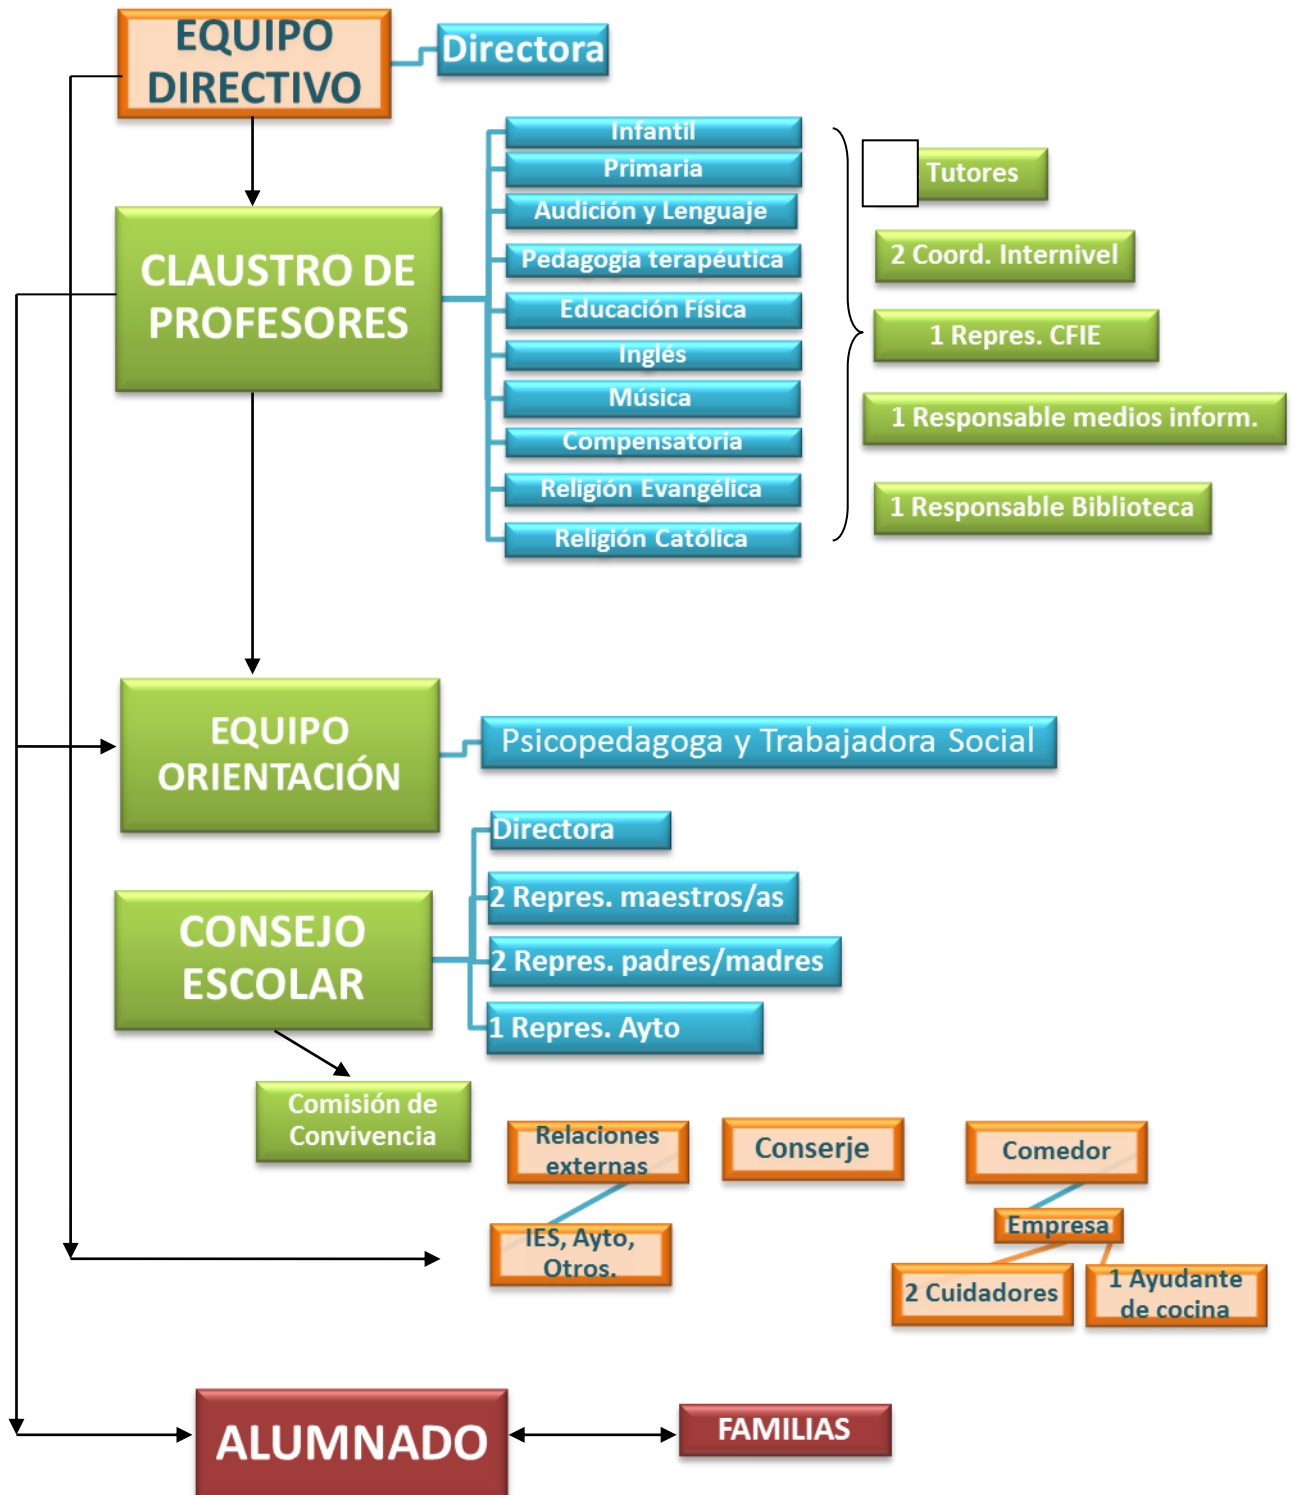 EQUIPO
DIRECTIVO
Directora
Infantil
Primaria
Audición y Lenguaje
Pedagogia terapéutica
Educación Física
Inglés
Música
Compensatoria
Religión Evangélica
Religión Católica
Tutores
2 Coord. Internivel
1 Repres. CFIE
1 Responsable medios inform.
1 Responsable Biblioteca
CLAUSTRO DE
PROFESORES
EQUIPO
ORIENTACIÓN
Psicopedagoga y Trabajadora Social
CONSEJO
ESCOLAR
Directora
2 Repres. maestros/as
2 Repres. padres/madres
1 Repres. Ayto
Comisión de
Convivencia
Relaciones
externas
IES, Ayto,
Otros.
Conserje
Comedor
Empresa
2 Cuidadores
1 Ayudante
de cocina
ALUMNADO
FAMILIAS